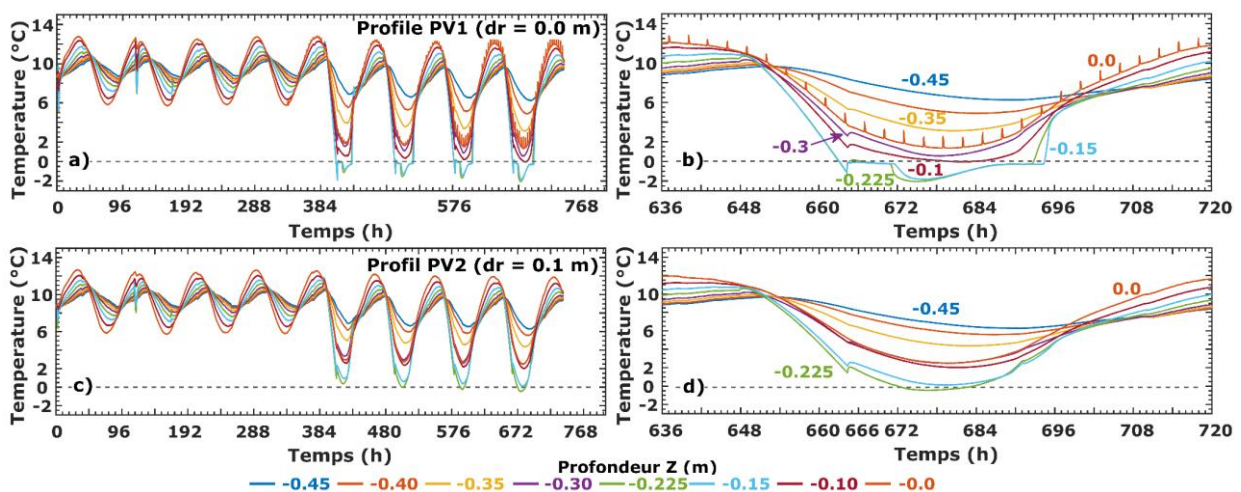 Temperature (°C)
14
10
6
2
0
-2
Profile PV1 (dr = 0.0 m)
a)
0 96 192 288 384 480 576 672 768
Temps (h)
Temperature (°C)
14
10
6
2
0
-2
b)
0.0
-0.45
-0.35
-0.3
-0.1
-0.15
-0.225
636 648 660 672 684 696 708 720
Temps (h)
Temperature (°C)
14
10
6
2
0
-2
Profil PV2 (dr = 0.1 m)
c)
0 96 192 288 384 480 576 672 768
Temps (h)
Temperature (°C)
14
10
6
2
0
-2
d)
0.0
-0.45
-0.225
636 648 660 666 672 684 696 708 720
Temps (h)
Profondeur Z (m)
-0.45 -0.40 -0.35 -0.30 -0.225 -0.15 -0.10 -0.0